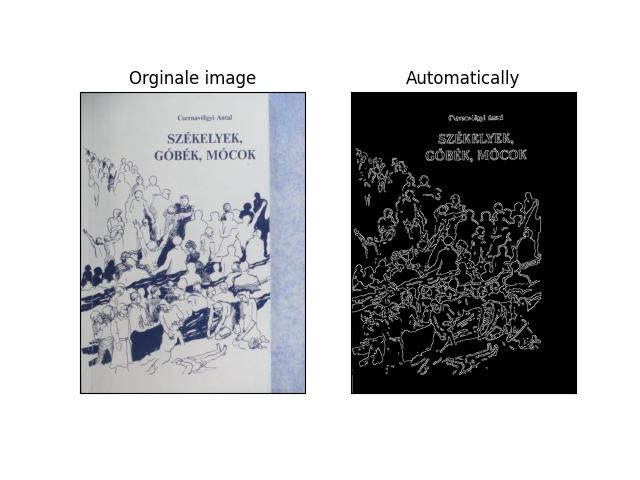 Orginale image
Automatically
Csernavölgyi Antal
SZÉKELYEK,
GÓBÉK, MÓCOK
SZÉKELYEK,
GÓBÉK, MÓCOK